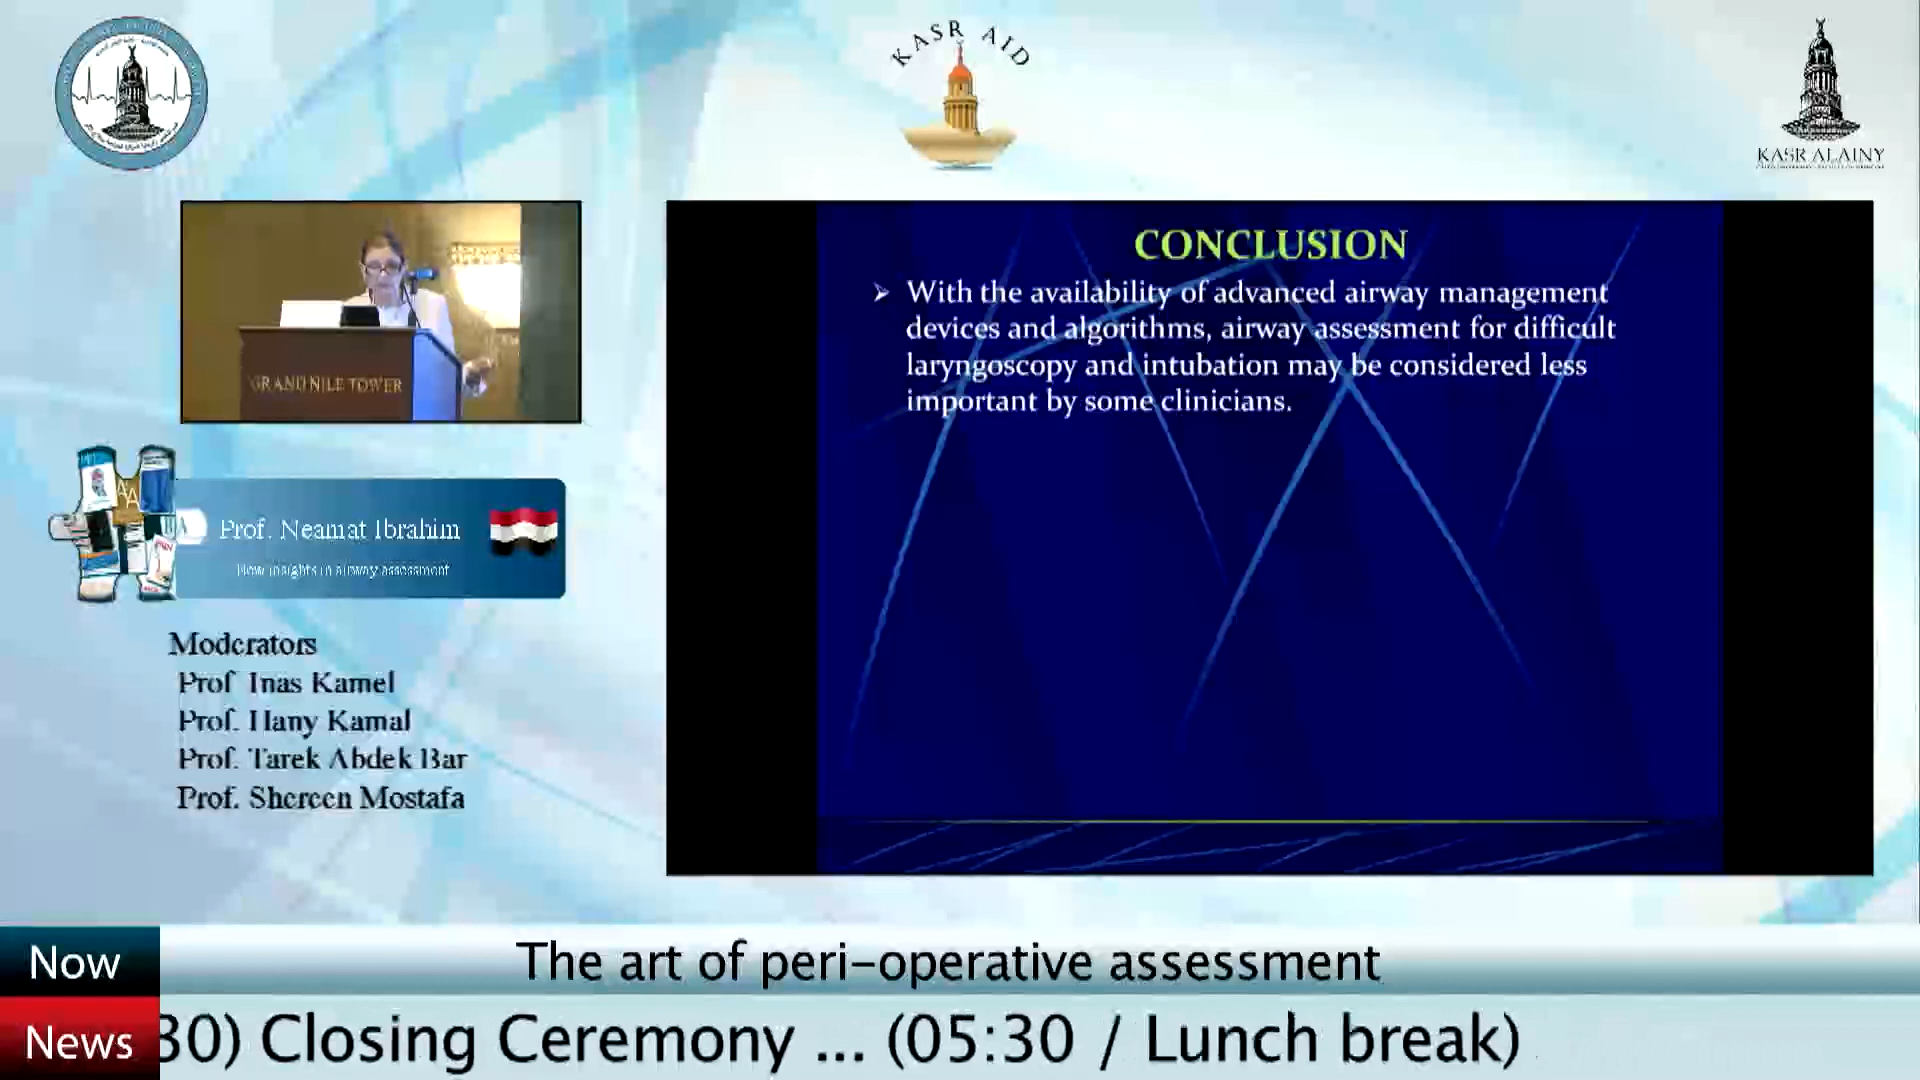 KASR AID
KASR ALAINY
GRAND NILE TOWER
CONCLUSION
With the availability of advanced airway management
devices and algorithms, airway assessment for difficult
laryngoscopy and intubation may be considered less
important by some clinicians.
Prof. Neamat Ibrahim
New insights in airway assessment
Moderators
Prof Inas Kamel
Prof. Hany Kamal
Prof. Tarek Abdek Bar
Prof. Shereen Mostafa
Now
The art of peri-operative assessment
News
30) Closing Ceremony ... (05:30 / Lunch break)